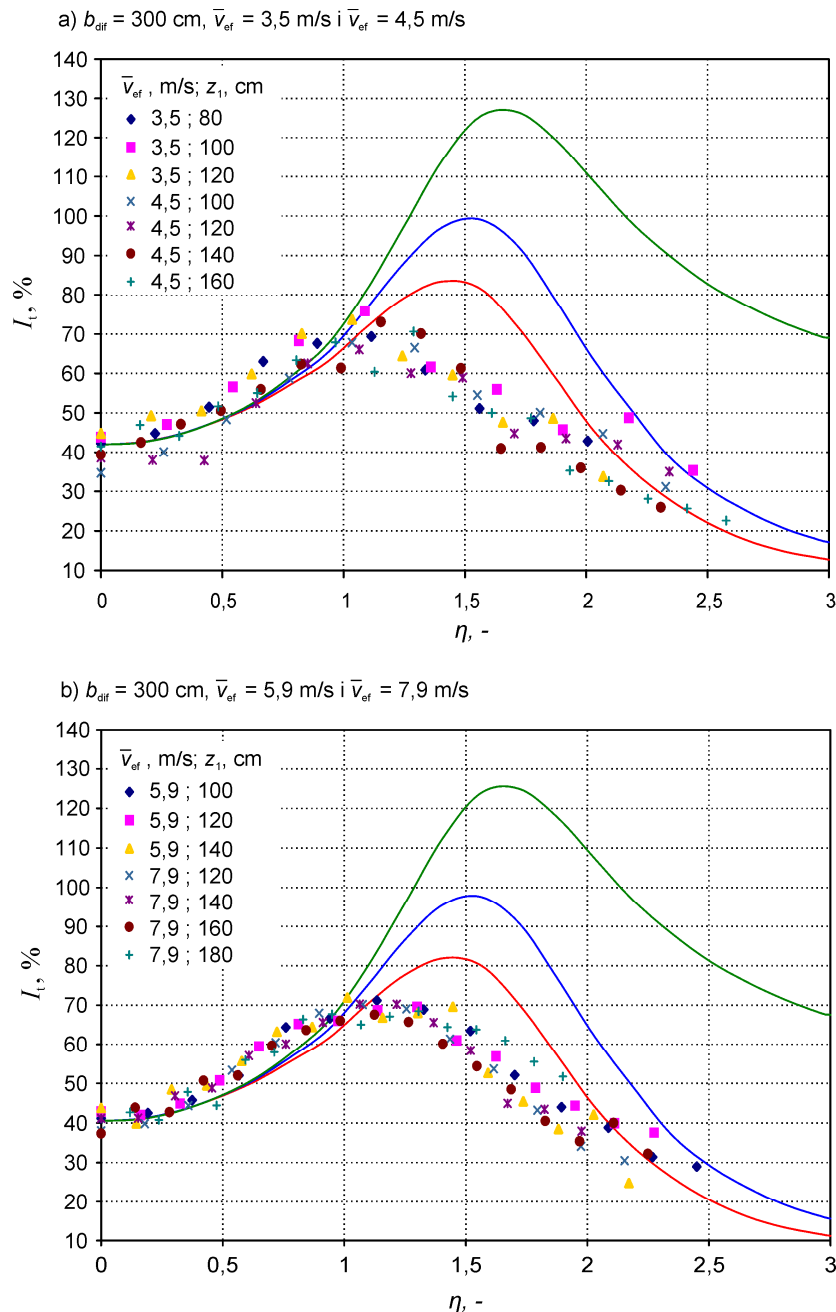 a) b_dif = 300 cm, v̅_ef = 3,5 m/s i v̅_ef = 4,5 m/s
140
130
120
110
100
90
80
70
60
50
40
30
20
10
I_t, %
v̅_ef , m/s; z_1, cm
3,5 ; 80
3,5 ; 100
3,5 ; 120
4,5 ; 100
4,5 ; 120
4,5 ; 140
4,5 ; 160
0 0,5 1 1,5 2 2,5 3
η, -
b) b_dif = 300 cm, v̅_ef = 5,9 m/s i v̅_ef = 7,9 m/s
140
130
120
110
100
90
80
70
60
50
40
30
20
10
I_t, %
v̅_ef , m/s; z_1, cm
5,9 ; 100
5,9 ; 120
5,9 ; 140
7,9 ; 120
7,9 ; 140
7,9 ; 160
7,9 ; 180
0 0,5 1 1,5 2 2,5 3
η, -